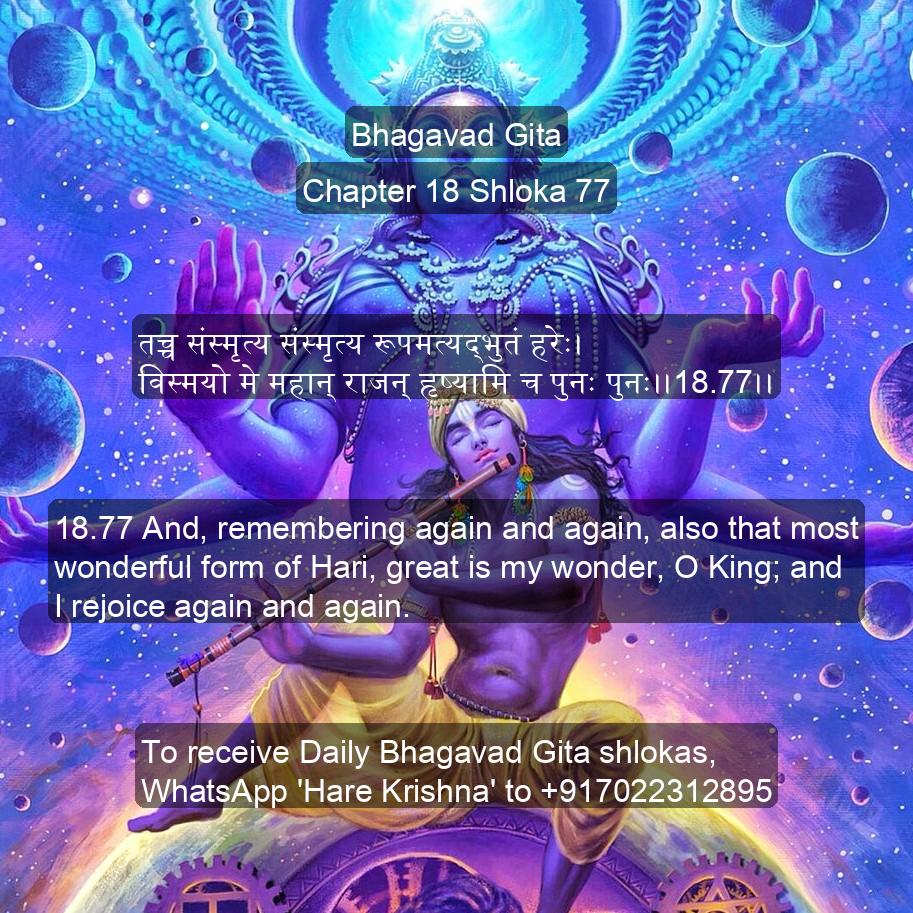 Bhagavad Gita
Chapter 18 Shloka 77
तच्च संस्मृत्य संस्मृत्य रूपमत्यद्भुतं हरेः।
विस्मयो मे महान् राजन् हृष्यामि च पुनः पुनः।।18.77।।
18.77 And, remembering again and again, also that most
wonderful form of Hari, great is my wonder, O King; and
I rejoice again and again.
To receive Daily Bhagavad Gita shlokas,
WhatsApp 'Hare Krishna' to +917022312895